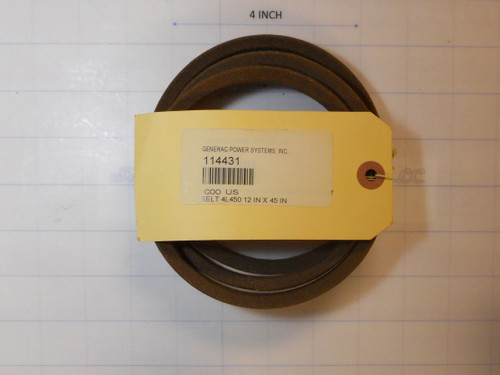 4 INCH
GENERAC POWER SYSTEMS INC.
114431
COO US
BELT 4L450 12 IN X 45 IN